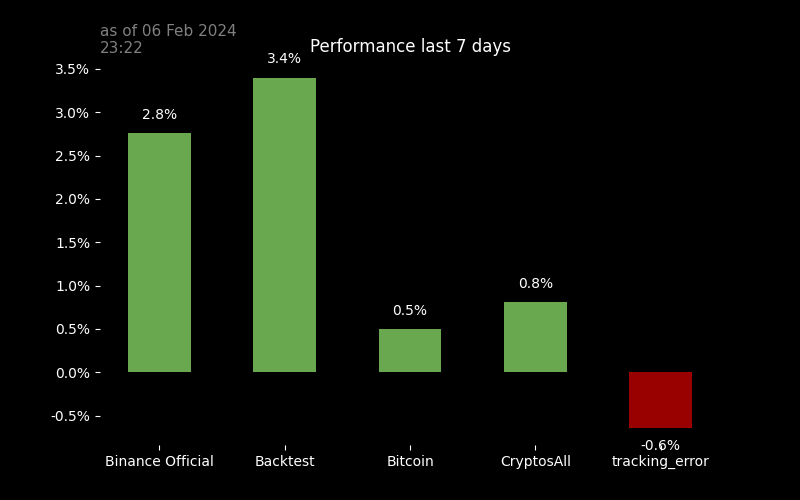 as of 06 Feb 2024
23:22
Performance last 7 days
3.5%
3.0%
2.5%
2.0%
1.5%
1.0%
0.5%
0.0%
-0.5%
2.8%
3.4%
0.5%
0.8%
-0.6%
Binance Official
Backtest
Bitcoin
CryptosAll
tracking_error